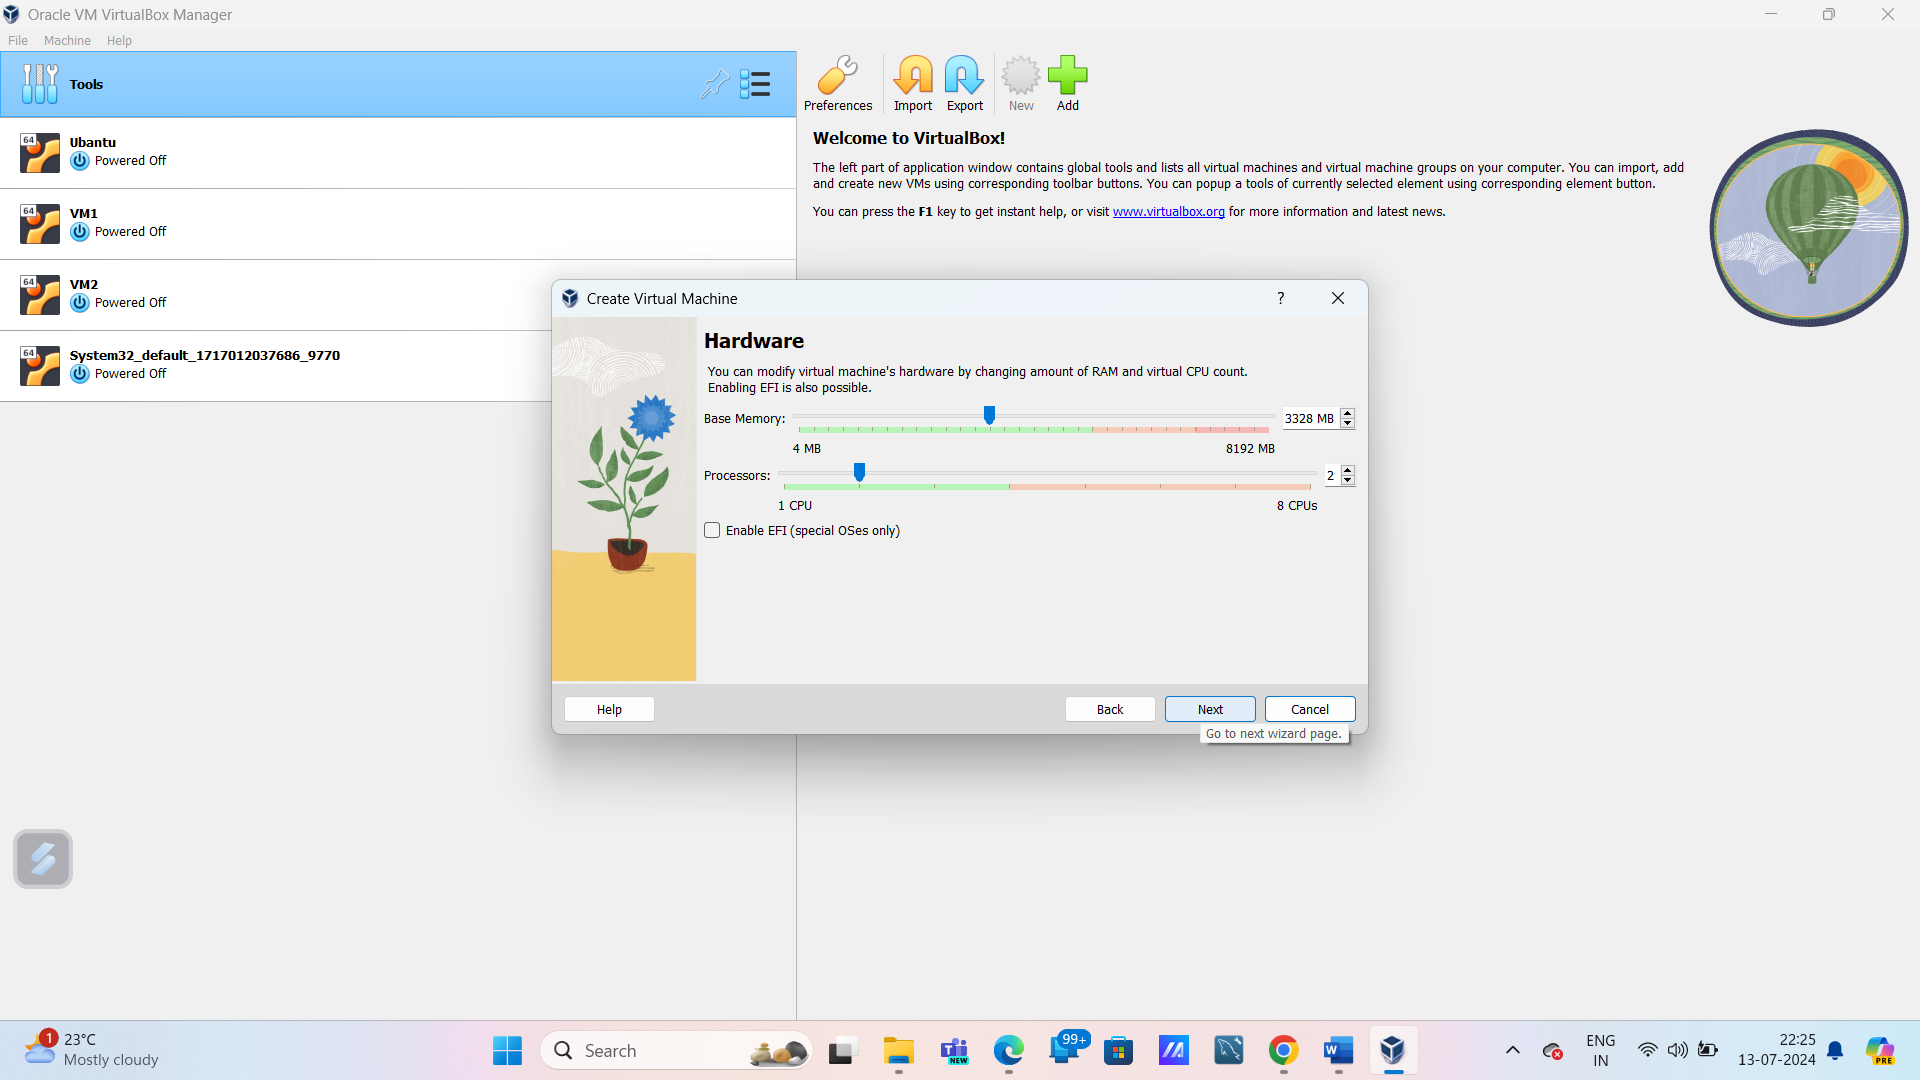 Oracle VM VirtualBox Manager
File Machine Help
Tools
Preferences Import Export New Add
64 Ubantu
Powered Off
64 VM1
Powered Off
64 VM2
Powered Off
64 System32_default_1717012037686_9770
Powered Off
Welcome to VirtualBox!
The left part of application window contains global tools and lists all virtual machines and virtual machine groups on your computer. You can import, add
and create new VMs using corresponding toolbar buttons. You can popup a tools of currently selected element using corresponding element button.
You can press the F1 key to get instant help, or visit www.virtualbox.org for more information and latest news.
Create Virtual Machine ?
Hardware
You can modify virtual machine's hardware by changing amount of RAM and virtual CPU count.
Enabling EFI is also possible.
Base Memory: 3328 MB
4 MB 8192 MB
Processors: 2
1 CPU 8 CPUs
Enable EFI (special OSes only)
Help Back Next Cancel
Go to next wizard page.
1 23°C
Mostly cloudy
Search
NEW
99+
W
ENG
IN
22:25
13-07-2024
PRE